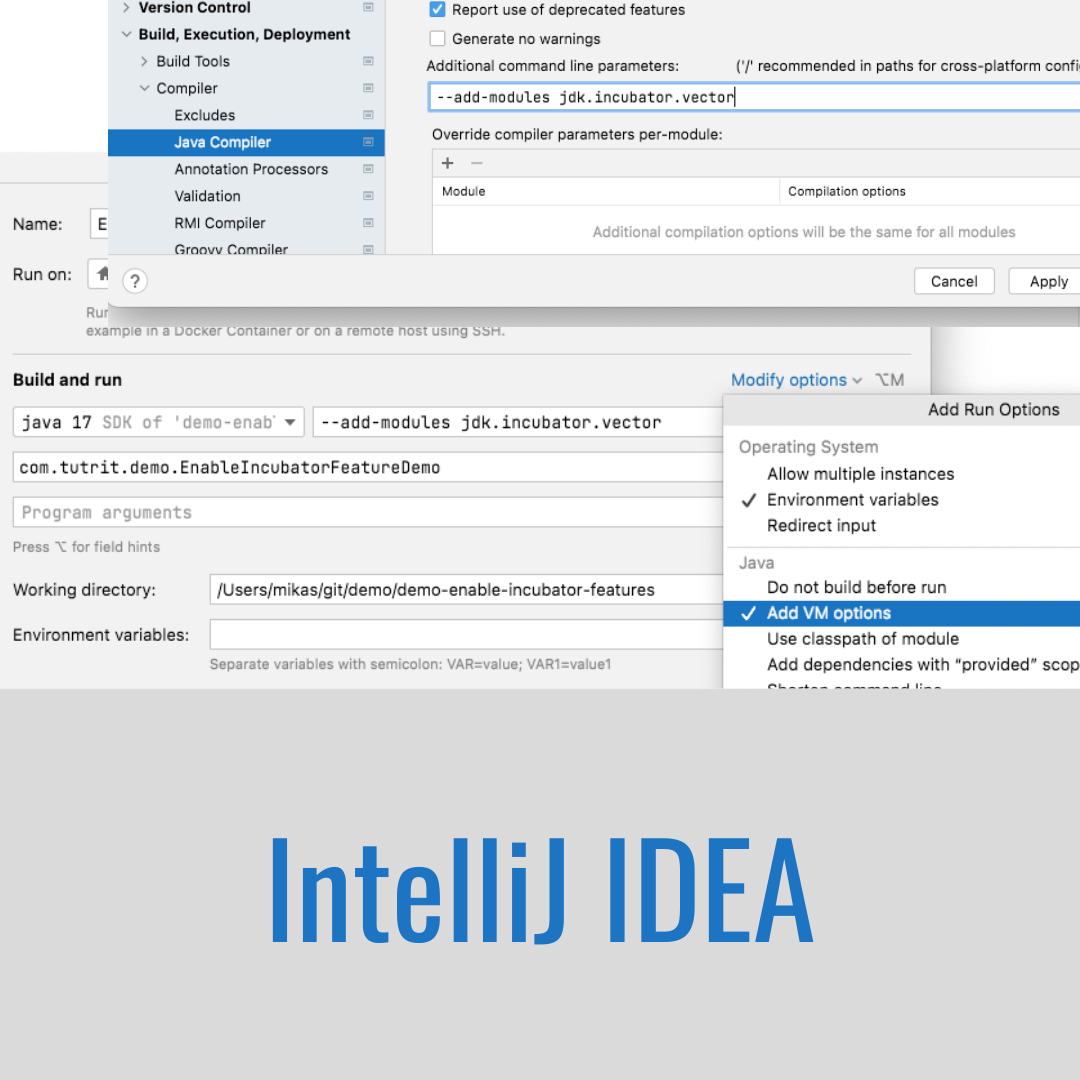 Version Control
Build, Execution, Deployment
Build Tools
Compiler
Excludes
Java Compiler
Annotation Processors
Validation
RMI Compiler
Groovy Compiler
Report use of deprecated features
Generate no warnings
Additional command line parameters: ('/' recommended in paths for cross-platform confi
--add-modules jdk.incubator.vector
Override compiler parameters per-module:
+ −
Module Compilation options
Additional compilation options will be the same for all modules
? Cancel Apply
Name: E
Run on:
Run
example in a Docker Container or on a remote host using SSH.
Build and run Modify options ⌥M
java 17 SDK of 'demo-enab --add-modules jdk.incubator.vector
com.tutrit.demo.EnableIncubatorFeatureDemo
Program arguments
Press ⌥ for field hints
Working directory: /Users/mikas/git/demo/demo-enable-incubator-features
Environment variables:
Separate variables with semicolon: VAR=value; VAR1=value1
Add Run Options
Operating System
Allow multiple instances
Environment variables
Redirect input
Java
Do not build before run
Add VM options
Use classpath of module
Add dependencies with “provided” scop
Shorten command line
IntelliJ IDEA